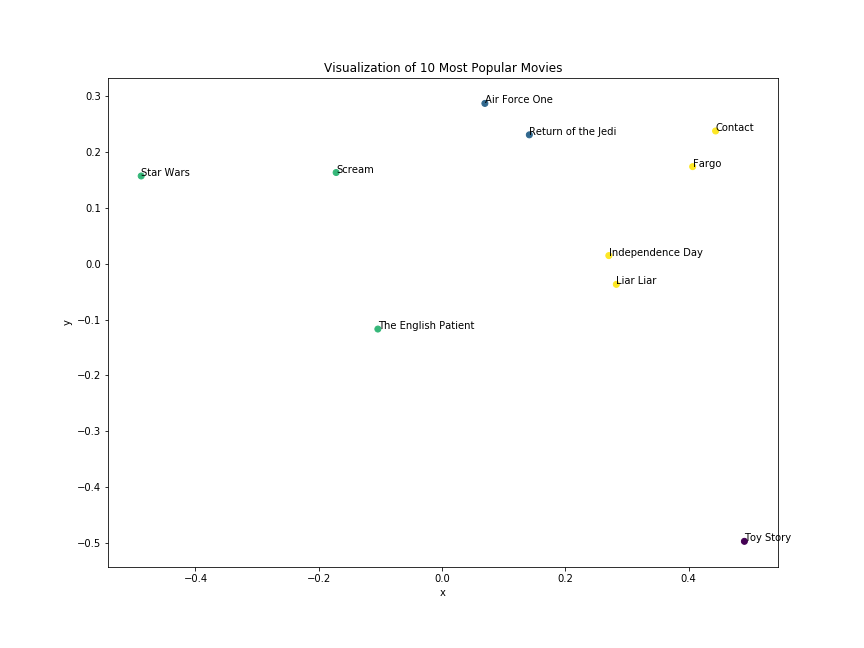 Visualization of 10 Most Popular Movies
0.3
0.2
0.1
0.0
−0.1
−0.2
−0.3
−0.4
−0.5
y
Air Force One
Return of the Jedi
Contact
Fargo
Star Wars
Scream
Independence Day
Liar Liar
The English Patient
Toy Story
−0.4
−0.2
0.0
0.2
0.4
x